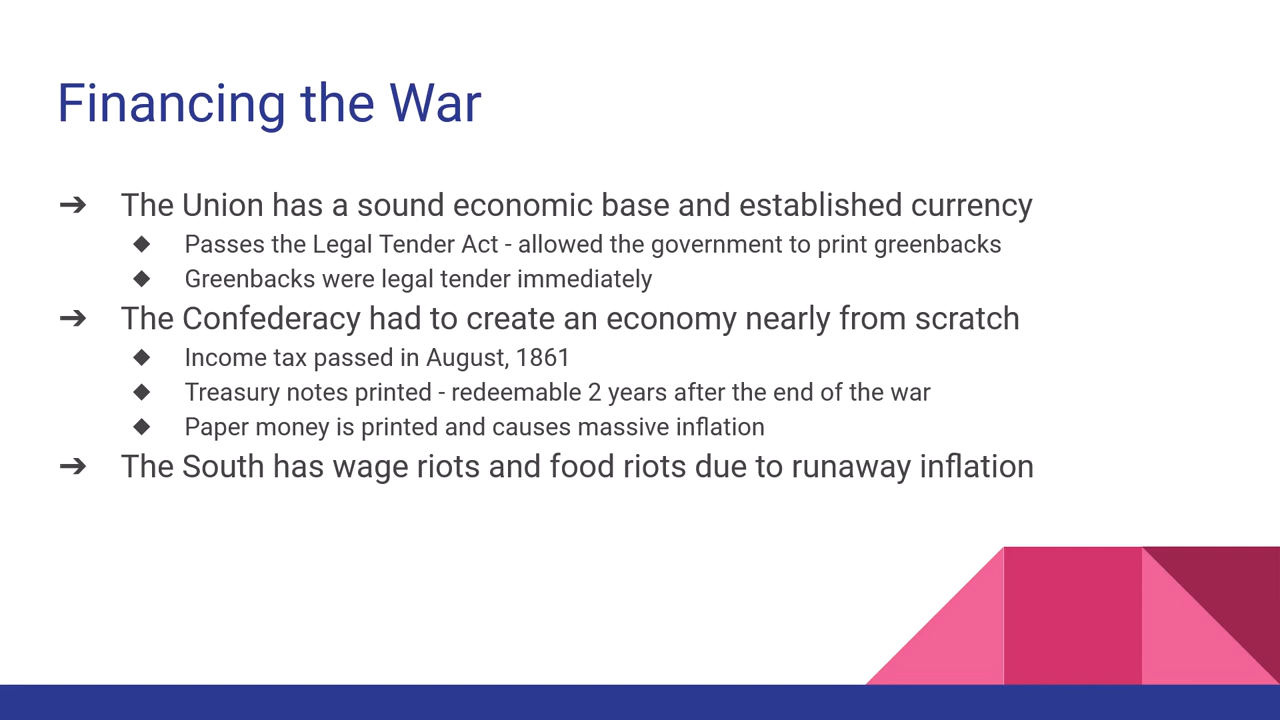 Financing the War
➔ The Union has a sound economic base and established currency
◆ Passes the Legal Tender Act - allowed the government to print greenbacks
◆ Greenbacks were legal tender immediately
➔ The Confederacy had to create an economy nearly from scratch
◆ Income tax passed in August, 1861
◆ Treasury notes printed - redeemable 2 years after the end of the war
◆ Paper money is printed and causes massive inflation
➔ The South has wage riots and food riots due to runaway inflation